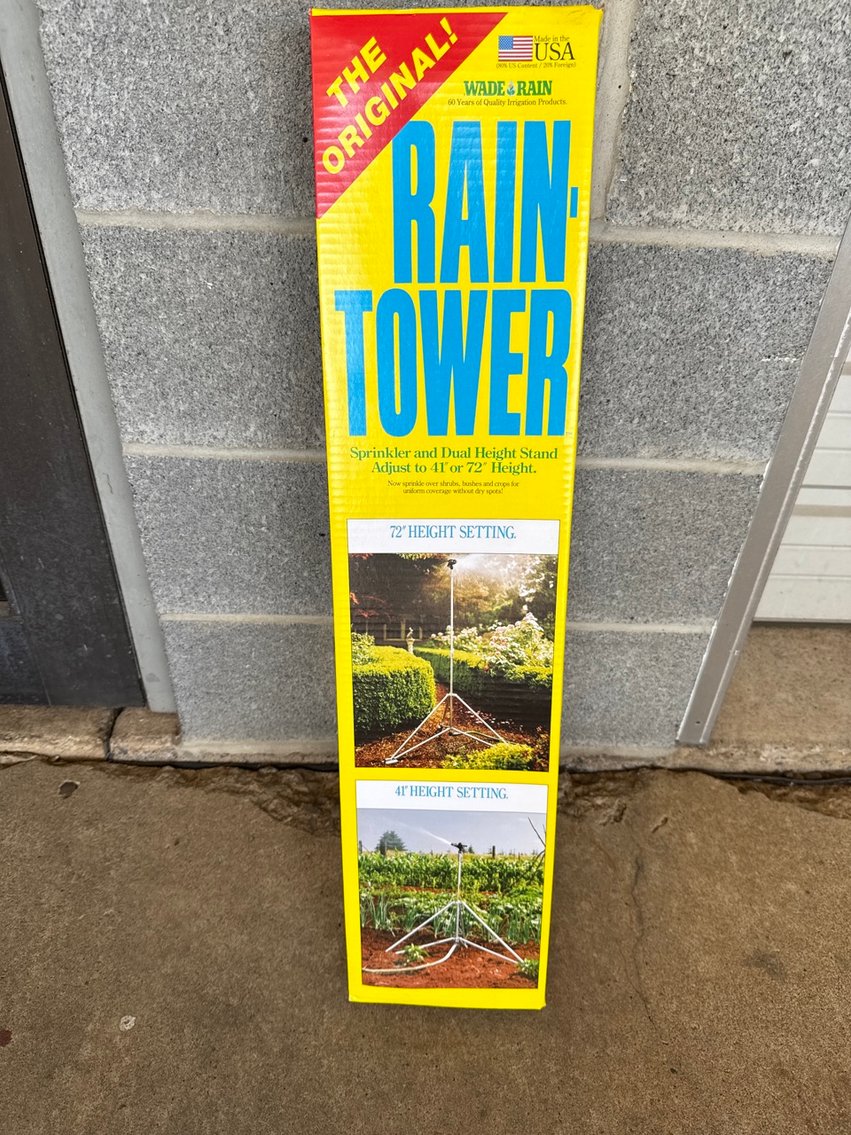 THE
ORIGINAL!
Made in the
USA
(80% US Content / 20% Foreign)
WADE RAIN
60 Years of Quality Irrigation Products.
RAIN-
TOWER
Sprinkler and Dual Height Stand
Adjust to 41" or 72" Height.
Now sprinkle over shrubs, bushes and crops for
uniform coverage without dry spots!
72" HEIGHT SETTING.
41" HEIGHT SETTING.